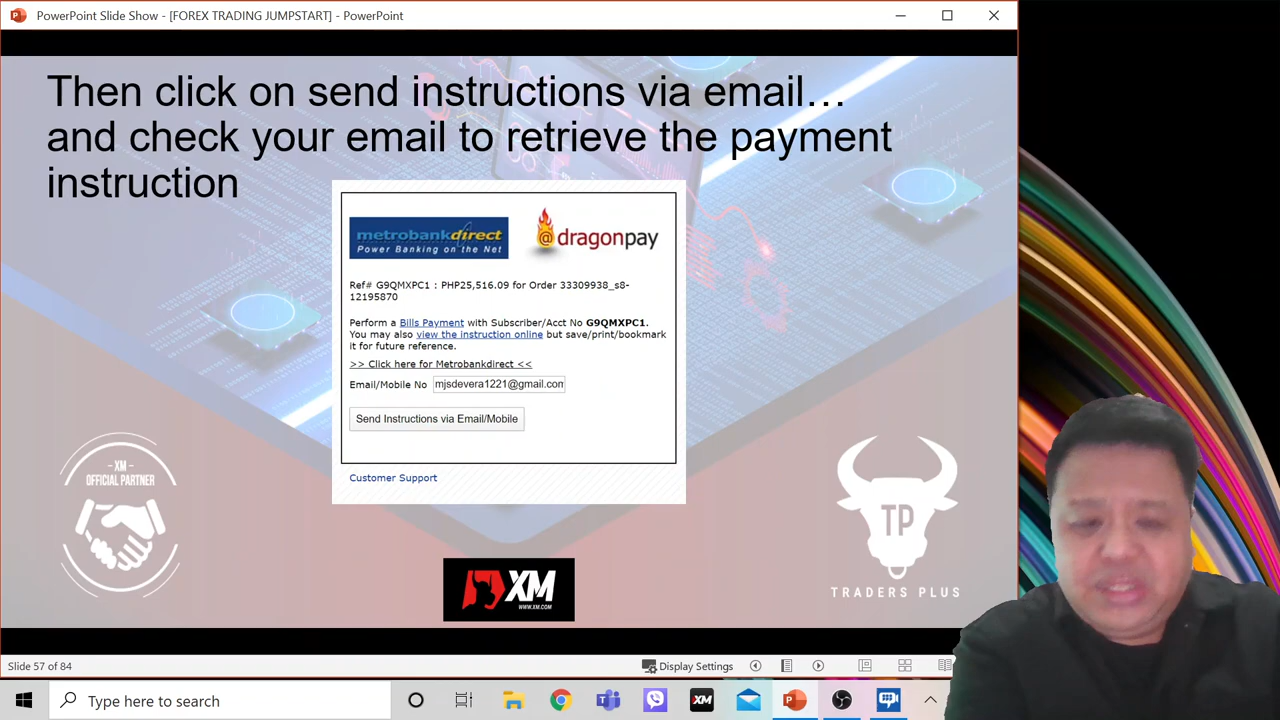 PowerPoint Slide Show - [FOREX TRADING JUMPSTART] - PowerPoint
Then click on send instructions via email…
and check your email to retrieve the payment
instruction
metrobankdirect
Power Banking on the Net
@dragonpay
Ref# G9QMXPC1 : PHP25,516.09 for Order 33309938_s8-
12195870
Perform a Bills Payment with Subscriber/Acct No G9QMXPC1.
You may also view the instruction online but save/print/bookmark
it for future reference.
>> Click here for Metrobankdirect <<
Email/Mobile No mjsdevera1221@gmail.com
Send Instructions via Email/Mobile
Customer Support
- XM -
OFFICIAL PARTNER
TP
TRADERS PLUS
XM
WWW.XM.COM
Slide 57 of 84
Display Settings
Type here to search
XM